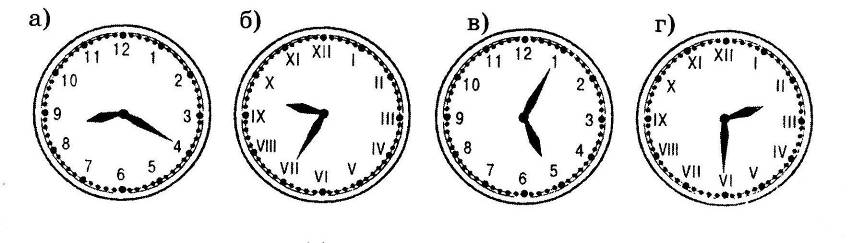 а) б) в) г)
12 1 2 3 4 5 6 7 8 9 10 11
XII I II III IV V VI VII VIII IX X XI
12 1 2 3 4 5 6 7 8 9 10 11
XII I II III IV V VI VII VIII IX X XI